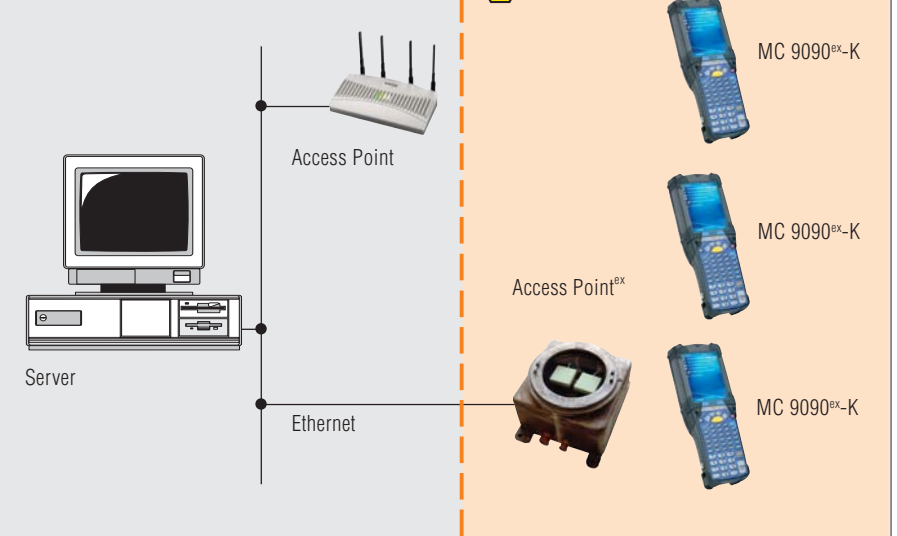 MC 9090ex-K
Access Point
MC 9090ex-K
Access Pointex
Server
MC 9090ex-K
Ethernet